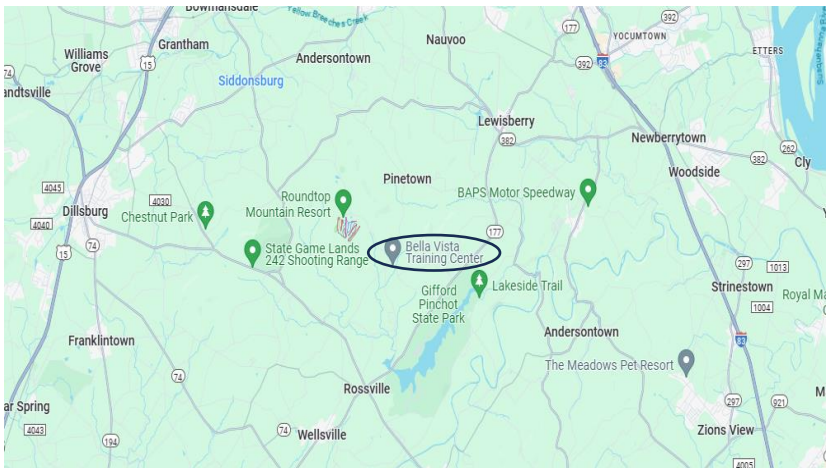 Bowmansdale
Yellow Breeches Creek
392
177
YOCUMTOWN
Nauvoo
Grantham
Williams
Grove
15
Andersontown
392
83
ETTERS
74
Siddonsburg
andtsville
Lewisberry
382
Newberrytown
262
382
Cly
Woodside
Pinetown
4045
4030
Roundtop
Mountain Resort
BAPS Motor Speedway
Dillsburg
Chestnut Park
4040
177
15
74
State Game Lands
242 Shooting Range
Bella Vista
Training Center
297
1013
Gifford
Pinchot
State Park
Lakeside Trail
Strinestown
Royal Ma
1004
Franklintown
Andersontown
83
The Meadows Pet Resort
74
Rossville
297
921
M
ar Spring
4043
194
74
Wellsville
Zions View
4005